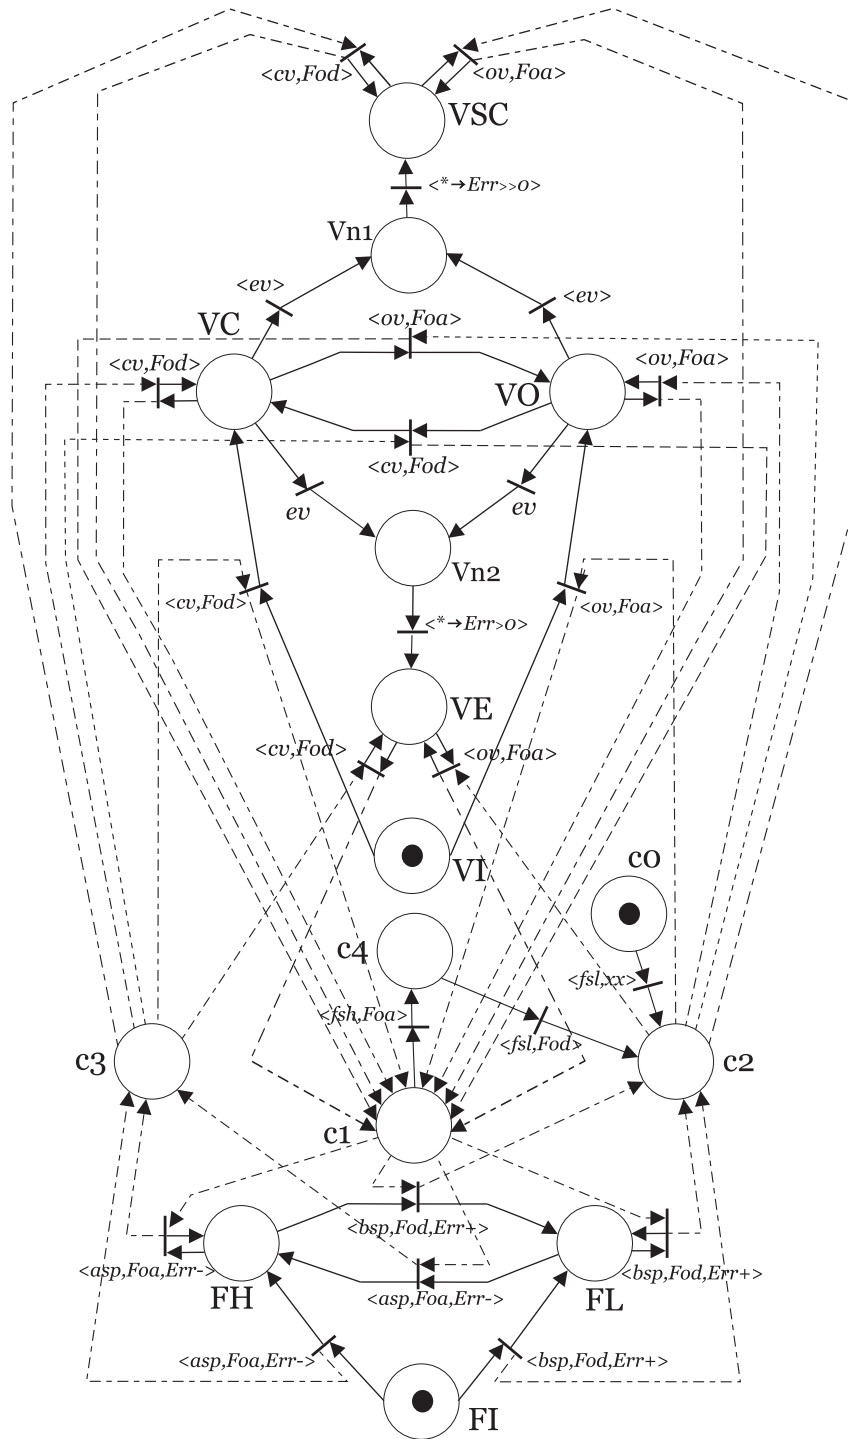 <cv,Fod>
<ov,Foa>
VSC
<*→Err>>0>
Vn1
<ev>
<ev>
VC
<ov,Foa>
<cv,Fod>
<ov,Foa>
VO
<cv,Fod>
ev
ev
Vn2
<cv,Fod>
<ov,Foa>
<*→Err>0>
VE
<cv,Fod>
<ov,Foa>
VI
c0
c4
<fsl,xx>
<fsh,Foa>
<fsl,Fod>
c3
c2
c1
<bsp,Fod,Err+>
<asp,Foa,Err->
<bsp,Fod,Err+>
FH
<asp,Foa,Err->
FL
<asp,Foa,Err->
<bsp,Fod,Err+>
FI